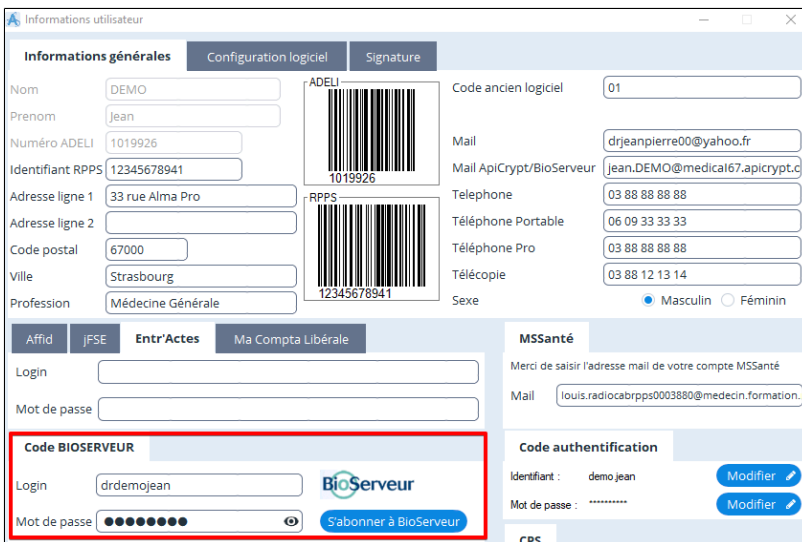 Informations utilisateur
Informations générales
Configuration logiciel
Signature
Nom
DEMO
Prenom
Jean
Numéro ADELI
1019926
Identifiant RPPS
12345678941
Adresse ligne 1
33 rue Alma Pro
Adresse ligne 2
Code postal
67000
Ville
Strasbourg
Profession
Médecine Générale
ADELI
1019926
RPPS
12345678941
Code ancien logiciel
01
Mail
drjeanpierre00@yahoo.fr
Mail ApiCrypt/BioServeur
jean.DEMO@medical67.apicrypt.c
Telephone
03 88 88 88 88
Téléphone Portable
06 09 33 33 33
Téléphone Pro
03 88 88 88 88
Télécopie
03 88 12 13 14
Sexe
Masculin
Féminin
Affid
jFSE
Entr'Actes
Ma Compta Libérale
Login
Mot de passe
Code BIOSERVEUR
Login
drdemojean
BioServeur
Mot de passe
●●●●●●●●
S'abonner à BioServeur
MSSanté
Merci de saisir l'adresse mail de votre compte MSSanté
Mail
louis.radiocabrpps0003880@medecin.formation.
Code authentification
Identifiant :
demo.jean
Modifier
Mot de passe :
**********
Modifier
CPS